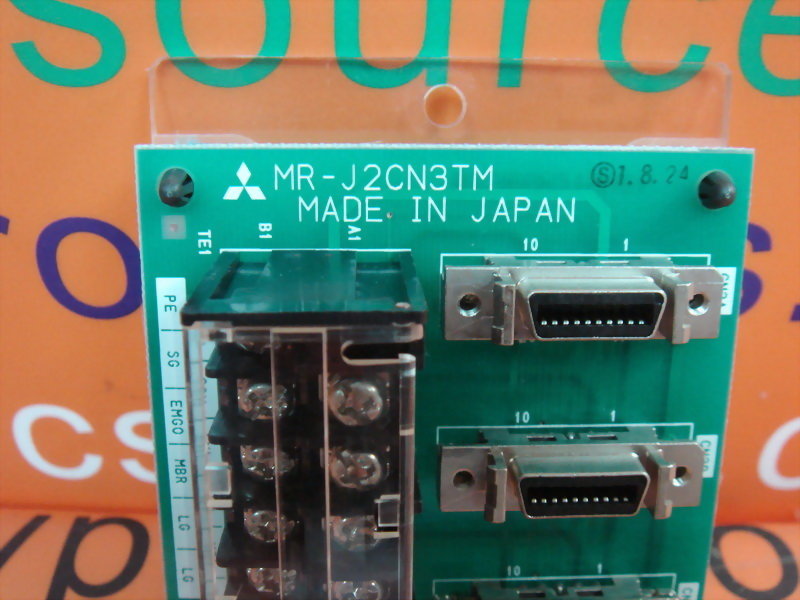 source
MR-J2CN3TM
MADE IN JAPAN
Ⓢ1.8.24
TE1
B1
A1
10 1
PE
SG
EMGO
MBR
LG
LG
10 1
10 1